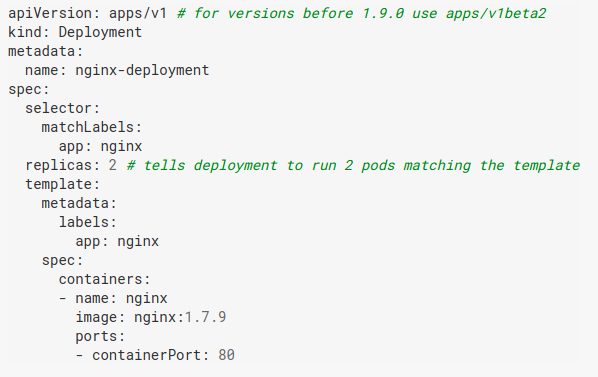 apiVersion: apps/v1 # for versions before 1.9.0 use apps/v1beta2
kind: Deployment
metadata:
  name: nginx-deployment
spec:
  selector:
    matchLabels:
      app: nginx
  replicas: 2 # tells deployment to run 2 pods matching the template
  template:
    metadata:
      labels:
        app: nginx
    spec:
      containers:
      - name: nginx
        image: nginx:1.7.9
        ports:
        - containerPort: 80